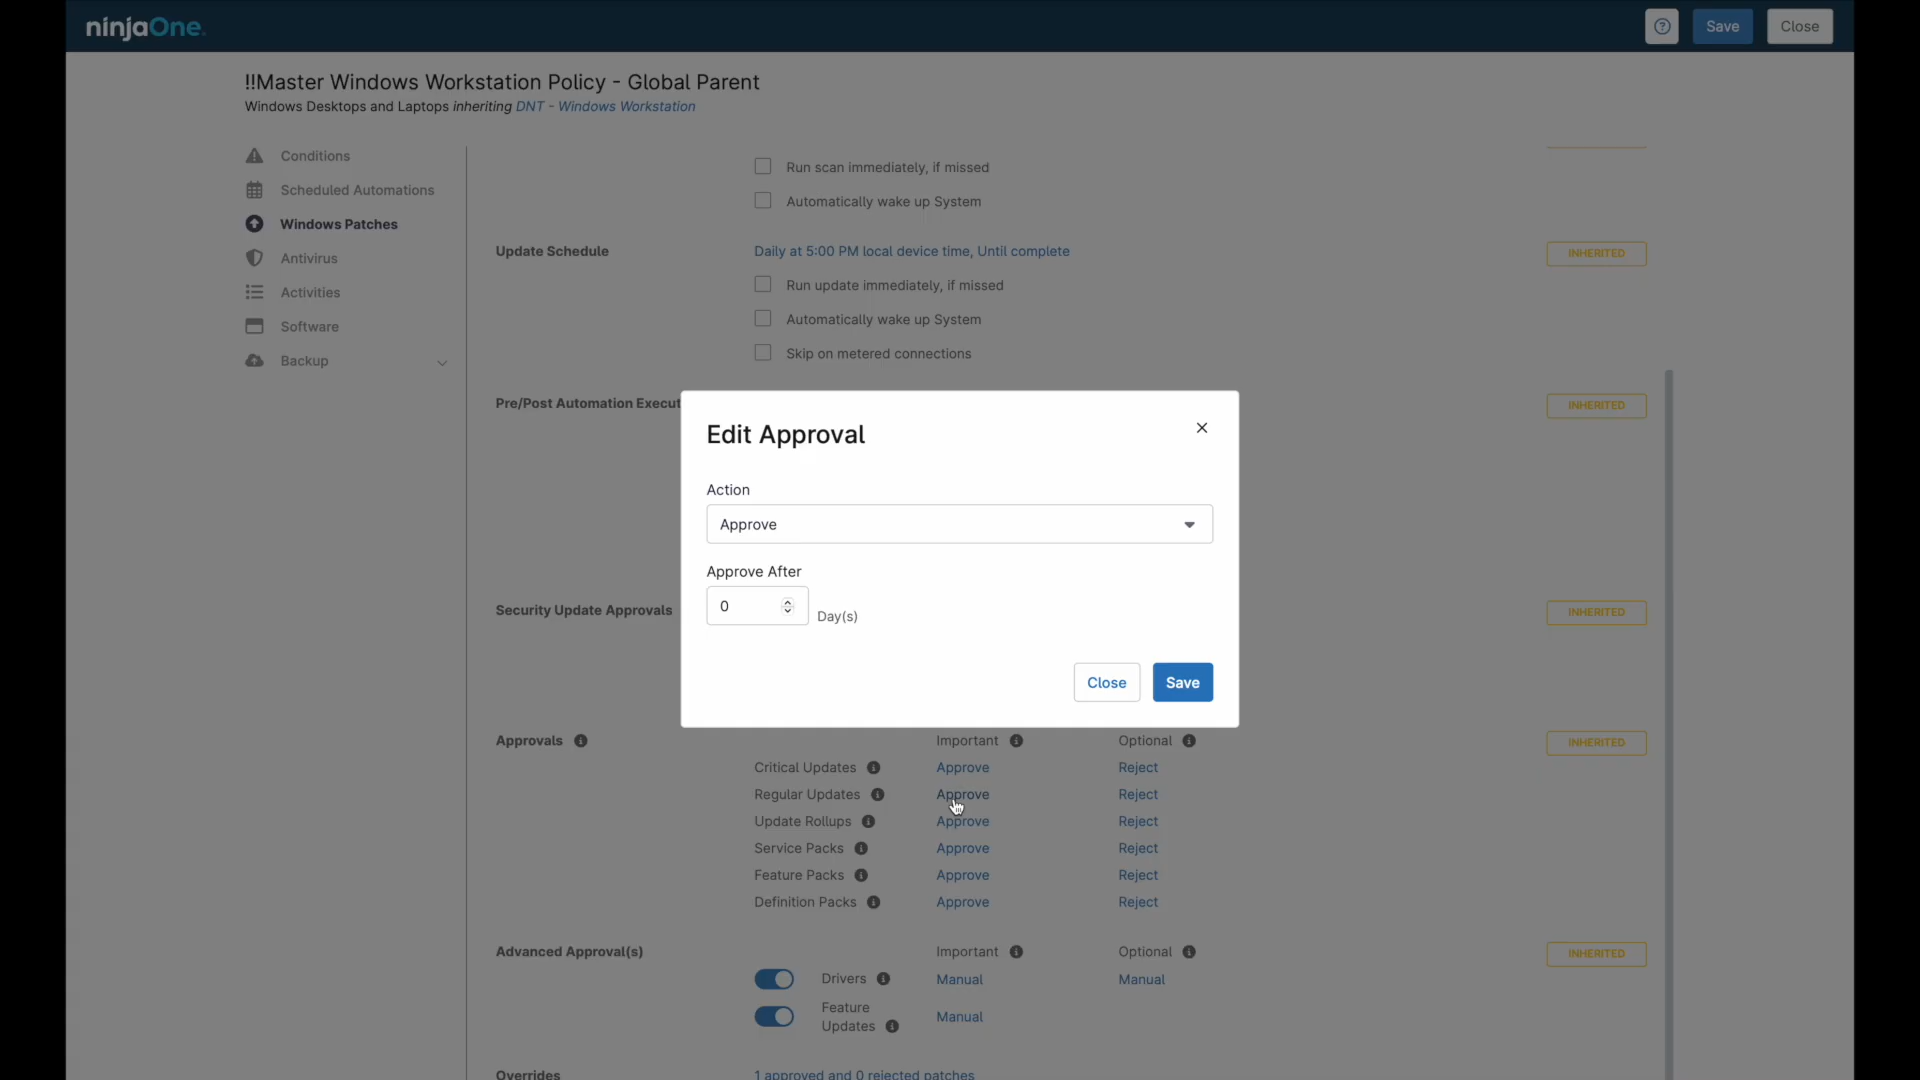 ninjaOne.
Save
Close
!!Master Windows Workstation Policy - Global Parent
Windows Desktops and Laptops inheriting DNT - Windows Workstation
Conditions
Scheduled Automations
Windows Patches
Antivirus
Activities
Software
Backup
Run scan immediately, if missed
Automatically wake up System
Update Schedule
Daily at 5:00 PM local device time, Until complete
INHERITED
Run update immediately, if missed
Automatically wake up System
Skip on metered connections
Pre/Post Automation Execut
INHERITED
Edit Approval
Action
Approve
Approve After
0
Day(s)
Close
Save
Security Update Approvals
INHERITED
Approvals
Important
Optional
INHERITED
Critical Updates
Approve
Reject
Regular Updates
Approve
Reject
Update Rollups
Approve
Reject
Service Packs
Approve
Reject
Feature Packs
Approve
Reject
Definition Packs
Approve
Reject
Advanced Approval(s)
Important
Optional
INHERITED
Drivers
Manual
Manual
Feature
Updates
Manual
Overrides
1 approved and 0 rejected patches